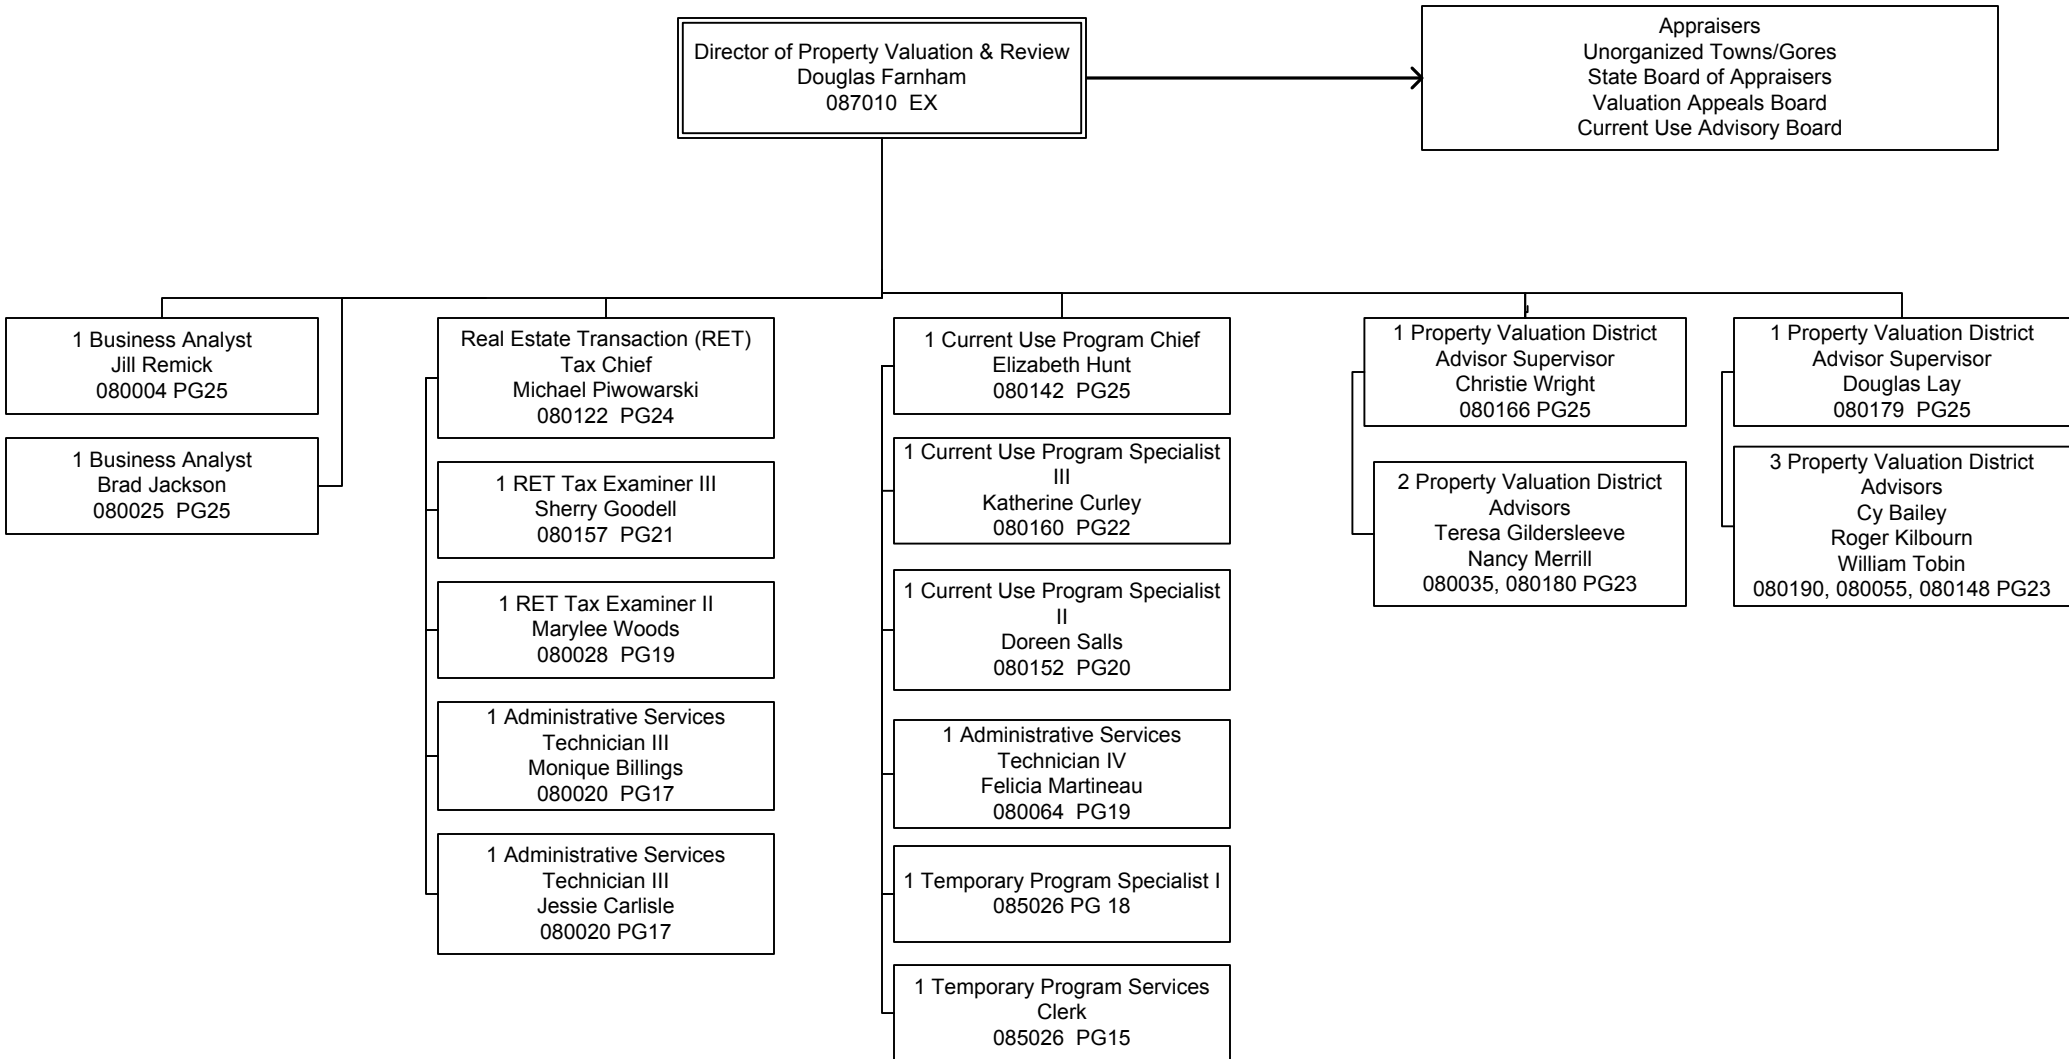 Director of Property Valuation & Review
Douglas Farnham
087010 EX
Appraisers
Unorganized Towns/Gores
State Board of Appraisers
Valuation Appeals Board
Current Use Advisory Board
1 Business Analyst
Jill Remick
080004 PG25
1 Business Analyst
Brad Jackson
080025 PG25
Real Estate Transaction (RET)
Tax Chief
Michael Piwowarski
080122 PG24
1 RET Tax Examiner III
Sherry Goodell
080157 PG21
1 RET Tax Examiner II
Marylee Woods
080028 PG19
1 Administrative Services
Technician III
Monique Billings
080020 PG17
1 Administrative Services
Technician III
Jessie Carlisle
080020 PG17
1 Current Use Program Chief
Elizabeth Hunt
080142 PG25
1 Current Use Program Specialist
III
Katherine Curley
080160 PG22
1 Current Use Program Specialist
II
Doreen Salls
080152 PG20
1 Administrative Services
Technician IV
Felicia Martineau
080064 PG19
1 Temporary Program Specialist I
085026 PG 18
1 Temporary Program Services
Clerk
085026 PG15
1 Property Valuation District
Advisor Supervisor
Christie Wright
080166 PG25
2 Property Valuation District
Advisors
Teresa Gildersleeve
Nancy Merrill
080035, 080180 PG23
1 Property Valuation District
Advisor Supervisor
Douglas Lay
080179 PG25
3 Property Valuation District
Advisors
Cy Bailey
Roger Kilbourn
William Tobin
080190, 080055, 080148 PG23